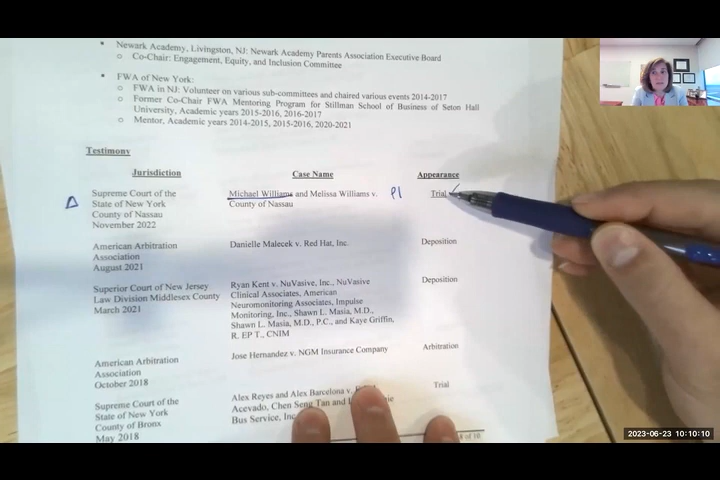 Newark Academy, Livingston, NJ: Newark Academy Parents Association Executive Board
Co-Chair: Engagement, Equity, and Inclusion Committee
FWA of New York:
FWA in NJ: Volunteer on various sub-committees and chaired various events 2014-2017
Former Co-Chair FWA Mentoring Program for Stillman School of Business of Seton Hall
University, Academic years 2015-2016, 2016-2017
Mentor, Academic years 2014-2015, 2015-2016, 2020-2021
Testimony
Jurisdiction Case Name Appearance
Δ Supreme Court of the Michael Williams and Melissa Williams v. Pl Trial
State of New York County of Nassau
County of Nassau
November 2022
American Arbitration Danielle Malecek v. Red Hat, Inc. Deposition
Association
August 2021
Superior Court of New Jersey Ryan Kent v. NuVasive, Inc., NuVasive Deposition
Law Division Middlesex County Clinical Associates, American
March 2021 Neuromonitoring Associates, Impulse
Monitoring, Inc., Shawn L. Masia, M.D.,
Shawn L. Masia, M.D., P.C., and Kaye Griffin,
R. EP T., CNIM
American Arbitration Jose Hernandez v. NGM Insurance Company Arbitration
Association
October 2018
Supreme Court of the Alex Reyes and Alex Barcelona v. Trial
State of New York Acevado, Chen Seng Tan and
County of Bronx Bus Service, Inc
May 2018
of 10
2023-06-23 10:10:10